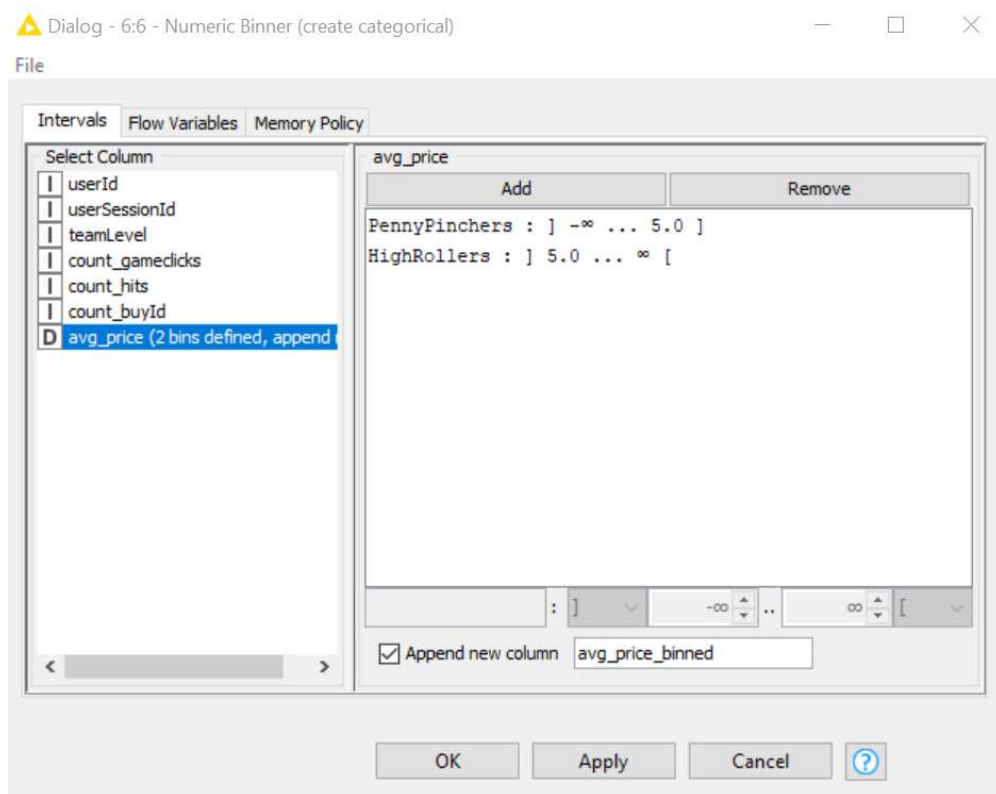 Dialog - 6:6 - Numeric Binner (create categorical)
File
Intervals Flow Variables Memory Policy
Select Column
I userId
I userSessionId
I teamLevel
I count_gameclicks
I count_hits
I count_buyId
D avg_price (2 bins defined, append
avg_price
Add Remove
PennyPinchers : ] -∞ ... 5.0 ]
HighRollers : ] 5.0 ... ∞ [
: ] -∞ .. ∞ [
Append new column avg_price_binned
OK Apply Cancel ?